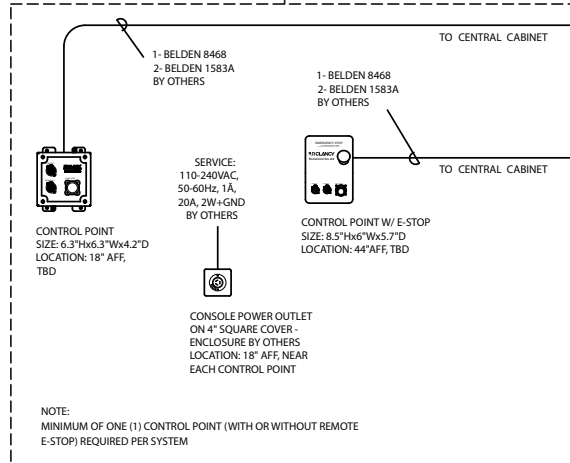 TO CENTRAL CABINET
1- BELDEN 8468
2- BELDEN 1583A
BY OTHERS
1- BELDEN 8468
2- BELDEN 1583A
BY OTHERS
EMERGENCY STOP
CLANCY
TO CENTRAL CABINET
SERVICE:
110-240VAC,
50-60Hz, 1Å,
20A, 2W+GND
BY OTHERS
CONTROL POINT
SIZE: 6.3"Hx6.3"Wx4.2"D
LOCATION: 18" AFF,
TBD
CONTROL POINT W/ E-STOP
SIZE: 8.5"Hx6"Wx5.7"D
LOCATION: 44"AFF, TBD
CONSOLE POWER OUTLET
ON 4" SQUARE COVER -
ENCLOSURE BY OTHERS
LOCATION: 18" AFF, NEAR
EACH CONTROL POINT
NOTE:
MINIMUM OF ONE (1) CONTROL POINT (WITH OR WITHOUT REMOTE
E-STOP) REQUIRED PER SYSTEM